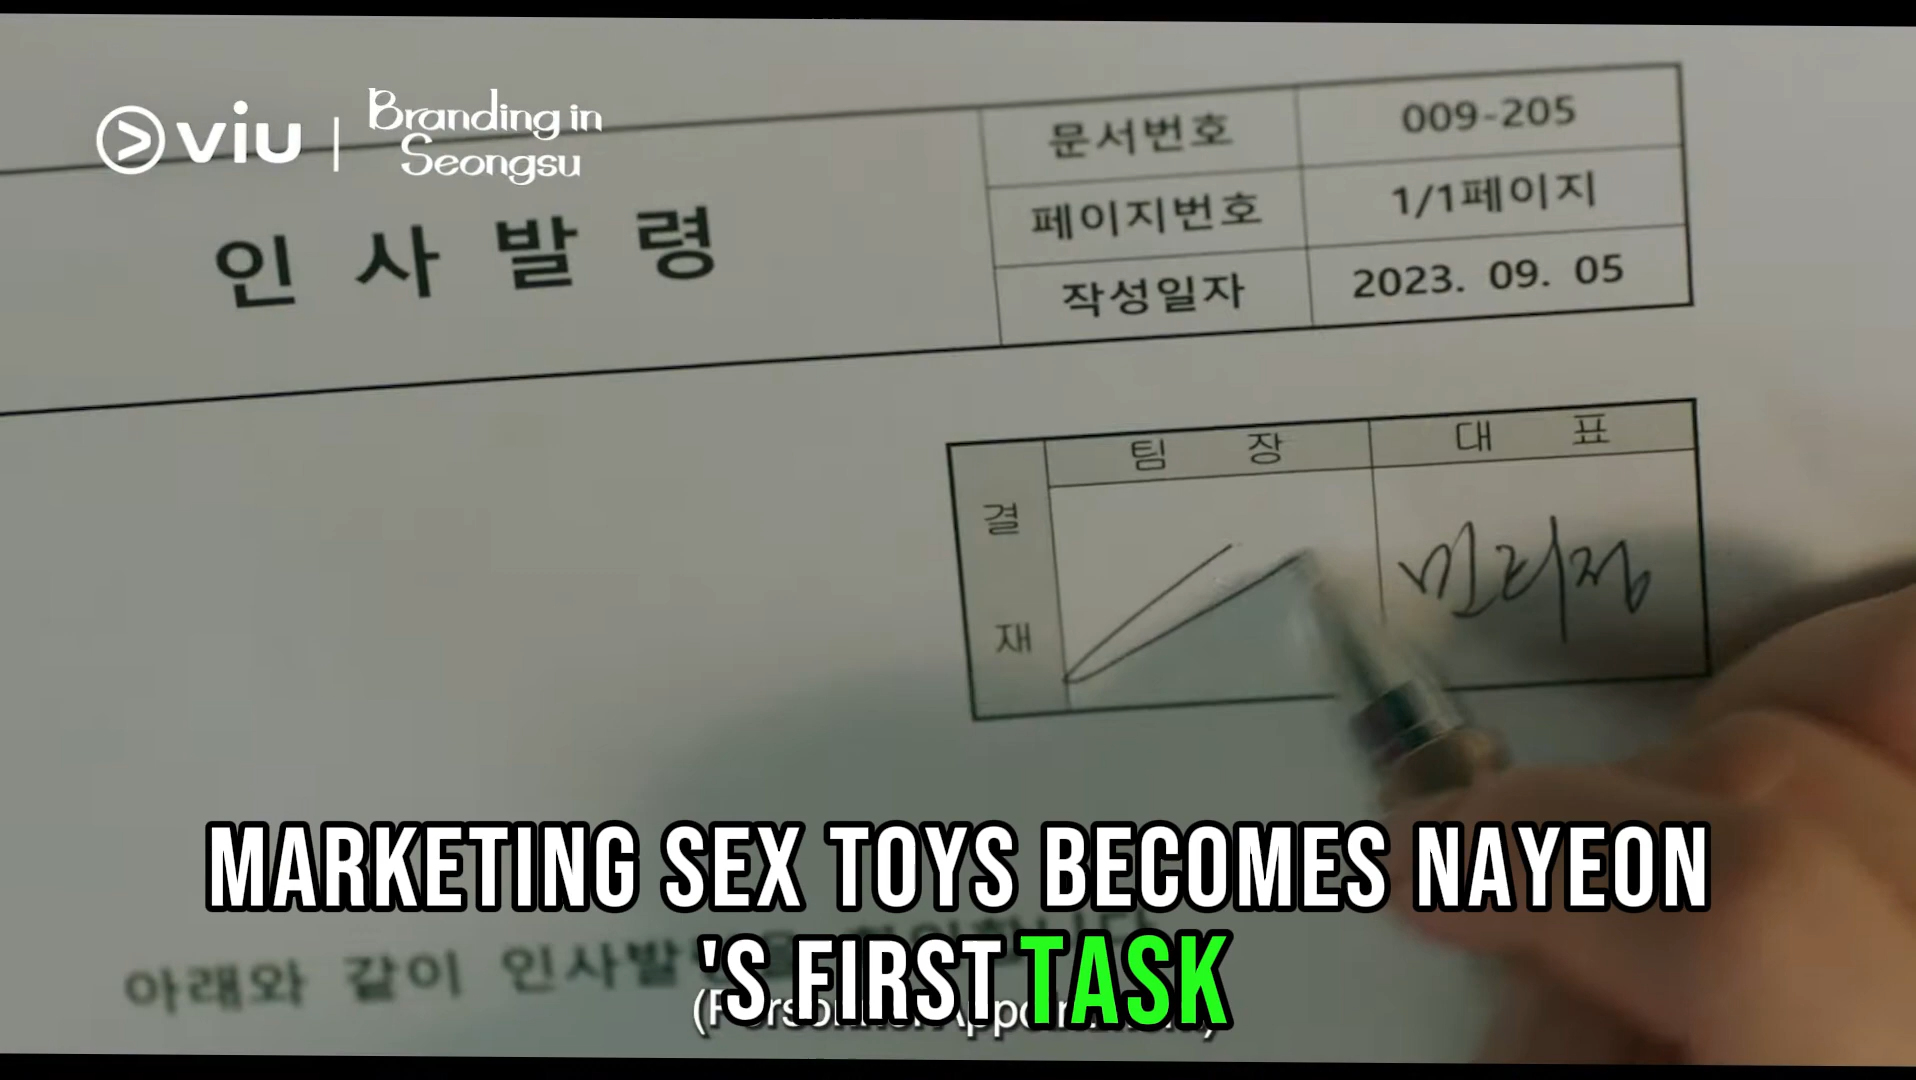 viu | Branding in
Seongsu
문서번호 009-205
인사발령
페이지번호 1/1페이지
작성일자 2023. 09. 05
팀장 대표
결재
MARKETING SEX TOYS BECOMES NAYEON
'S FIRST TASK
아래와 같이 인사발